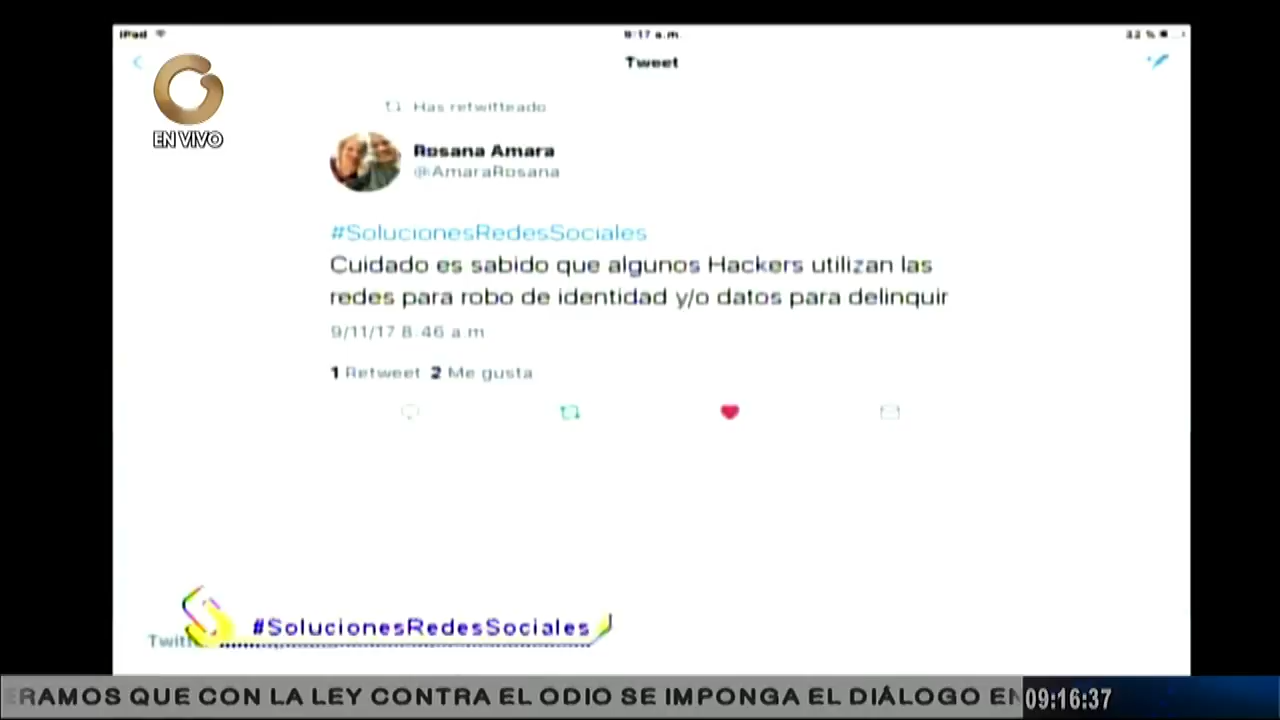 iPad
9:17 a.m.
Tweet
EN VIVO
Has retwitteado
Rosana Amara
@AmaraRosana
#SolucionesRedesSociales
Cuidado es sabido que algunos Hackers utilizan las
redes para robo de identidad y/o datos para delinquir
9/11/17 8:46 a.m.
1 Retweet 2 Me gusta
#SolucionesRedesSociales
ERAMOS QUE CON LA LEY CONTRA EL ODIO SE IMPONGA EL DIÁLOGO EN
09:16:37